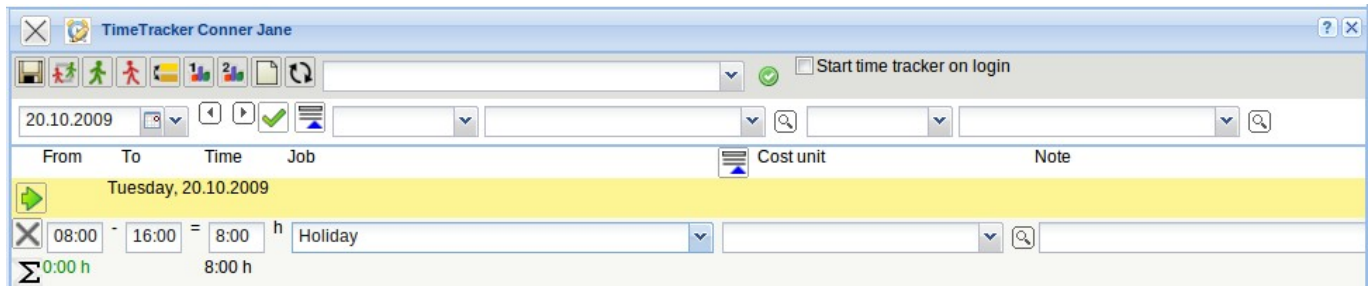 TimeTracker Conner Jane
Start time tracker on login
20.10.2009
From To Time Job Cost unit Note
Tuesday, 20.10.2009
08:00 - 16:00 = 8:00 h Holiday
Σ 0:00 h 8:00 h